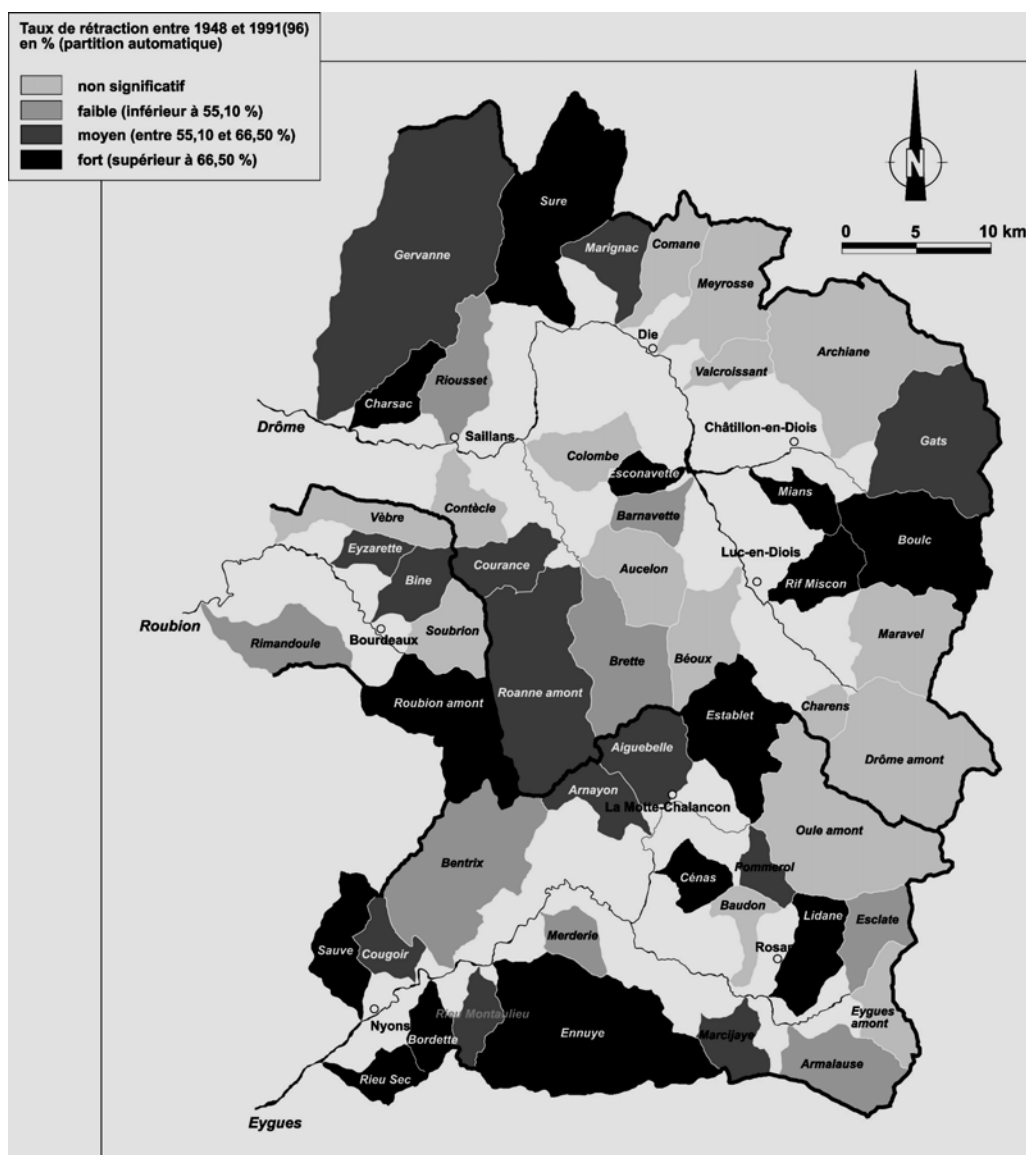 Taux de rétraction entre 1948 et 1991(96)
en % (partition automatique)
non significatif
faible (inférieur à 55,10 %)
moyen (entre 55,10 et 66,50 %)
fort (supérieur à 66,50 %)
N
0 5 10 km
Sure
Gervanne
Marignac
Comane
Meyrosse
Die
Archiane
Valcroissant
Riousset
Charsac
Drôme
Saillans
Châtillon-en-Diois
Gats
Colombe
Esconavette
Mians
Contècle
Vèbre
Barnavette
Boulc
Eyzarette
Courance
Aucelon
Luc-en-Diois
Rif Miscon
Bine
Roubion
Bourdeaux
Soubrion
Maravel
Rimandoule
Brette
Béoux
Roanne amont
Roubion amont
Establet
Charens
Aiguebelle
Drôme amont
Arnayon
La Motte-Chalancon
Oule amont
Bentrix
Pommerol
Cénas
Baudon
Lidane
Esclate
Merderie
Sauve
Cougoir
Rosan
Nyons
Rieu Montaulieu
Eygues
amont
Bordette
Ennuye
Marcijaye
Armalause
Rieu Sec
Eygues